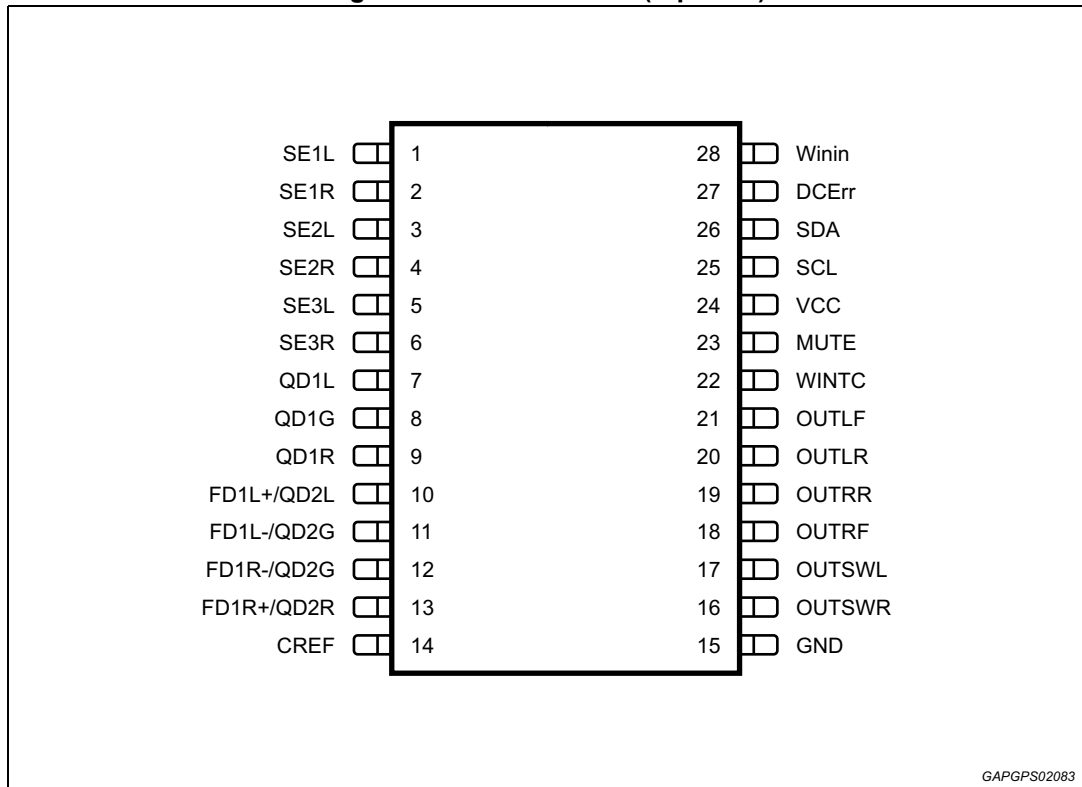 SE1L 1 28 Winin
SE1R 2 27 DCErr
SE2L 3 26 SDA
SE2R 4 25 SCL
SE3L 5 24 VCC
SE3R 6 23 MUTE
QD1L 7 22 WINTC
QD1G 8 21 OUTLF
QD1R 9 20 OUTLR
FD1L+/QD2L 10 19 OUTRR
FD1L-/QD2G 11 18 OUTRF
FD1R-/QD2G 12 17 OUTSWL
FD1R+/QD2R 13 16 OUTSWR
CREF 14 15 GND
GAPGPS02083